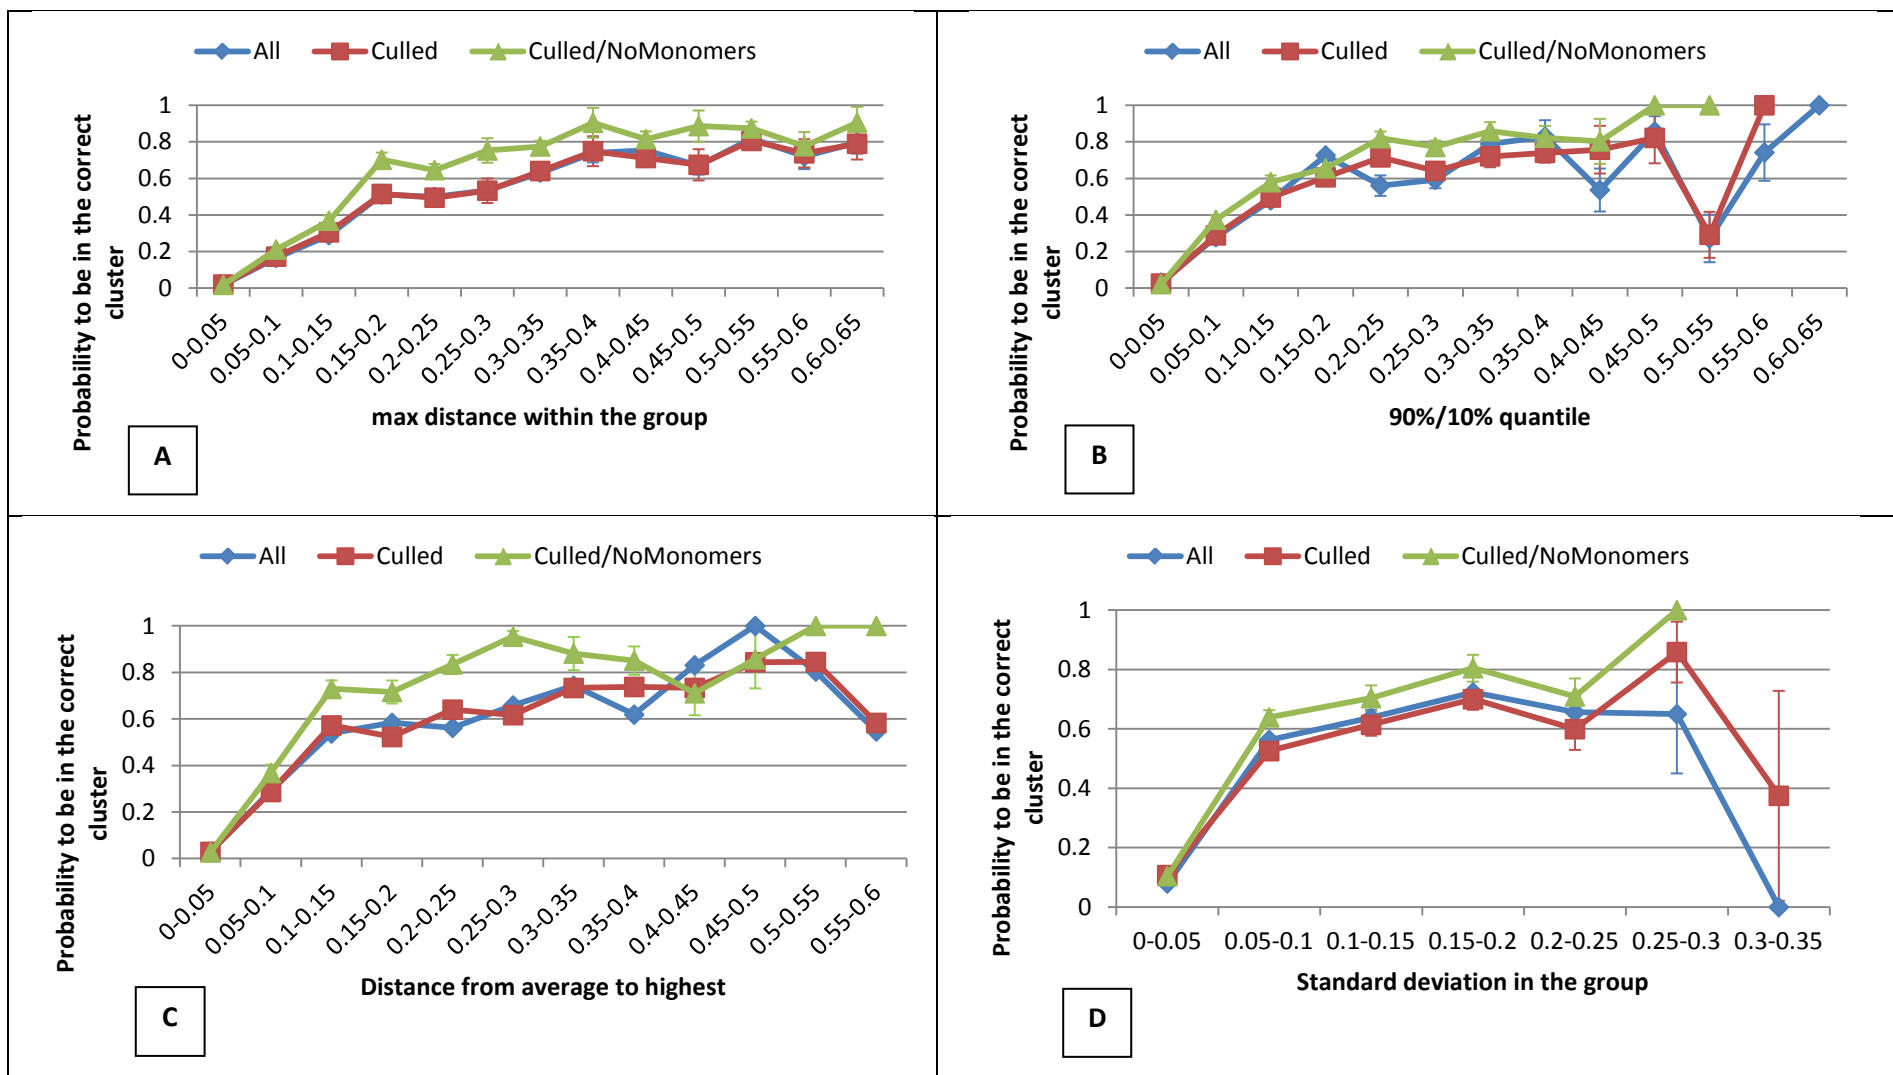 All Culled Culled/NoMonomers
Probability to be in the correct
cluster
1
0.8
0.6
0.4
0.2
0
0-0.05 0.05-0.1 0.1-0.15 0.15-0.2 0.2-0.25 0.25-0.3 0.3-0.35 0.35-0.4 0.4-0.45 0.45-0.5 0.5-0.55 0.55-0.6 0.6-0.65
max distance within the group
A
All Culled Culled/NoMonomers
Probability to be in the correct
cluster
1
0.8
0.6
0.4
0.2
0
0-0.05 0.05-0.1 0.1-0.15 0.15-0.2 0.2-0.25 0.25-0.3 0.3-0.35 0.35-0.4 0.4-0.45 0.45-0.5 0.5-0.55 0.55-0.6 0.6-0.65
90%/10% quantile
B
All Culled Culled/NoMonomers
Probability to be in the correct
cluster
1
0.8
0.6
0.4
0.2
0
0-0.05 0.05-0.1 0.1-0.15 0.15-0.2 0.2-0.25 0.25-0.3 0.3-0.35 0.35-0.4 0.4-0.45 0.45-0.5 0.5-0.55 0.55-0.6
Distance from average to highest
C
All Culled Culled/NoMonomers
Probability to be in the correct
cluster
1
0.8
0.6
0.4
0.2
0
0-0.05 0.05-0.1 0.1-0.15 0.15-0.2 0.2-0.25 0.25-0.3 0.3-0.35
Standard deviation in the group
D